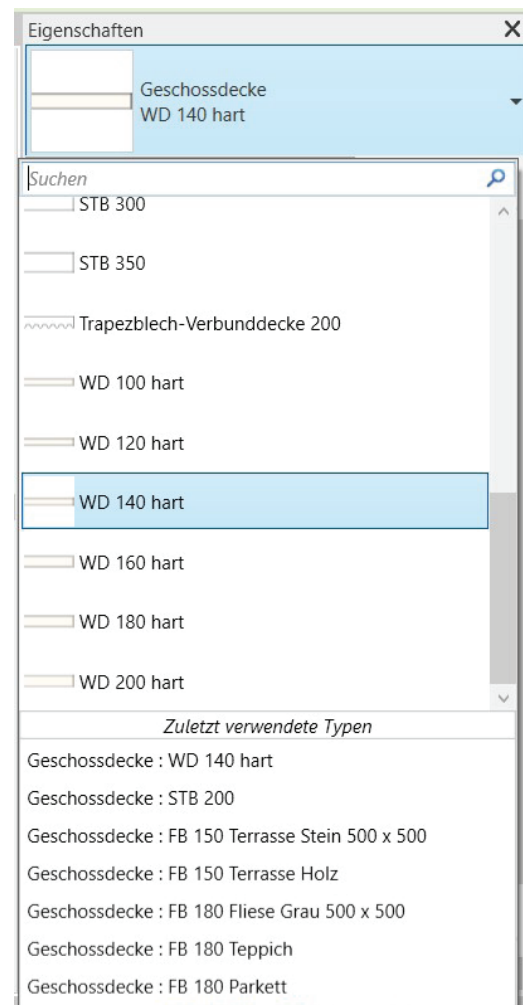 Eigenschaften
Geschossdecke
WD 140 hart
Suchen
STB 300
STB 350
Trapezblech-Verbunddecke 200
WD 100 hart
WD 120 hart
WD 140 hart
WD 160 hart
WD 180 hart
WD 200 hart
Zuletzt verwendete Typen
Geschossdecke : WD 140 hart
Geschossdecke : STB 200
Geschossdecke : FB 150 Terrasse Stein 500 x 500
Geschossdecke : FB 150 Terrasse Holz
Geschossdecke : FB 180 Fliese Grau 500 x 500
Geschossdecke : FB 180 Teppich
Geschossdecke : FB 180 Parkett